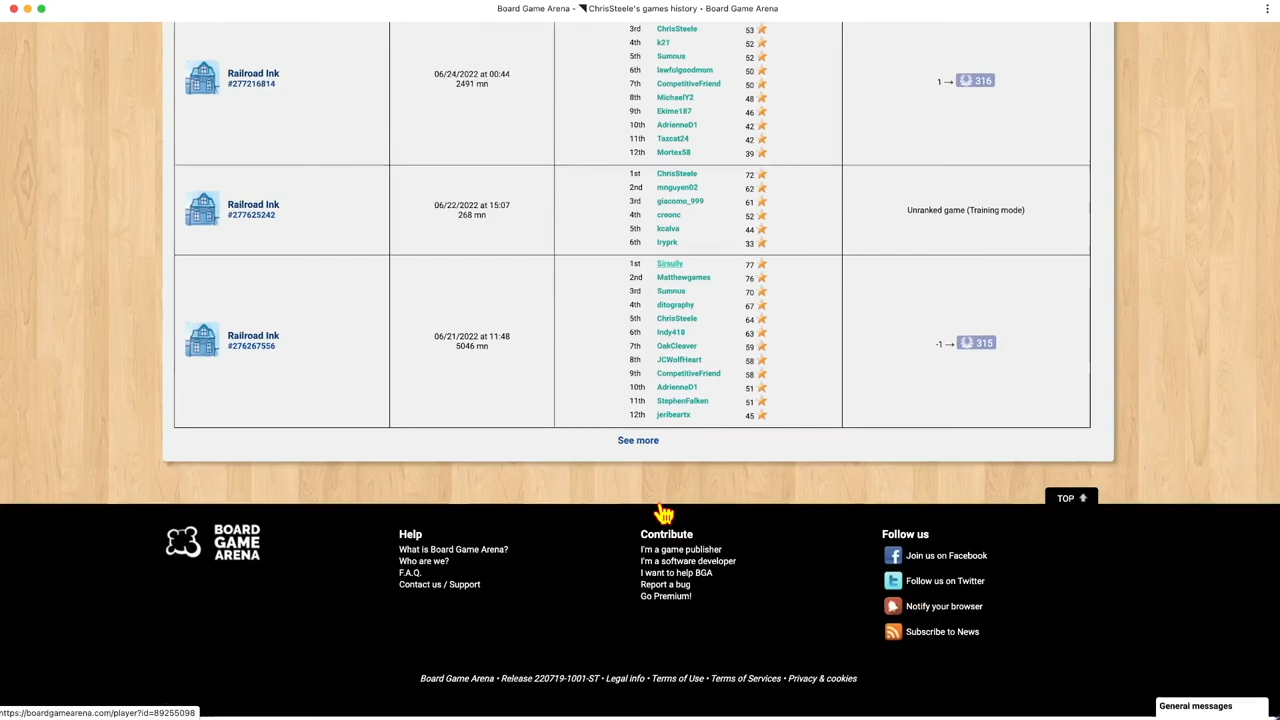 Board Game Arena - ◥ ChrisSteele's games history • Board Game Arena
Railroad Ink
#277216814
06/24/2022 at 00:44
2491 mn
3rd ChrisSteele 53
4th k21 52
5th Sumnus 52
6th lawfulgoodmom 50
7th CompetitiveFriend 50
8th MichaelY2 48
9th Ekime187 46
10th AdrienneD1 42
11th Tazcat24 42
12th Mortex58 39
1 → 316
Railroad Ink
#277625242
06/22/2022 at 15:07
268 mn
1st ChrisSteele 72
2nd mnguyen02 62
3rd giacomo_999 61
4th creonc 52
5th kcalva 44
6th lryprk 33
Unranked game (Training mode)
Railroad Ink
#276267556
06/21/2022 at 11:48
5046 mn
1st Sirsully 77
2nd Matthewgames 76
3rd Sumnus 70
4th ditography 67
5th ChrisSteele 64
6th Indy418 63
7th OakCleaver 59
8th JCWolfHeart 58
9th CompetitiveFriend 58
10th AdrienneD1 51
11th StephenFalken 51
12th jeribeartx 45
-1 → 315
See more
TOP
BOARD
GAME
ARENA
Help
What is Board Game Arena?
Who are we?
F.A.Q.
Contact us / Support
Contribute
I'm a game publisher
I'm a software developer
I want to help BGA
Report a bug
Go Premium!
Follow us
Join us on Facebook
Follow us on Twitter
Notify your browser
Subscribe to News
Board Game Arena • Release 220719-1001-ST • Legal info • Terms of Use • Terms of Services • Privacy & cookies
General messages
https://boardgamearena.com/player?id=89255098